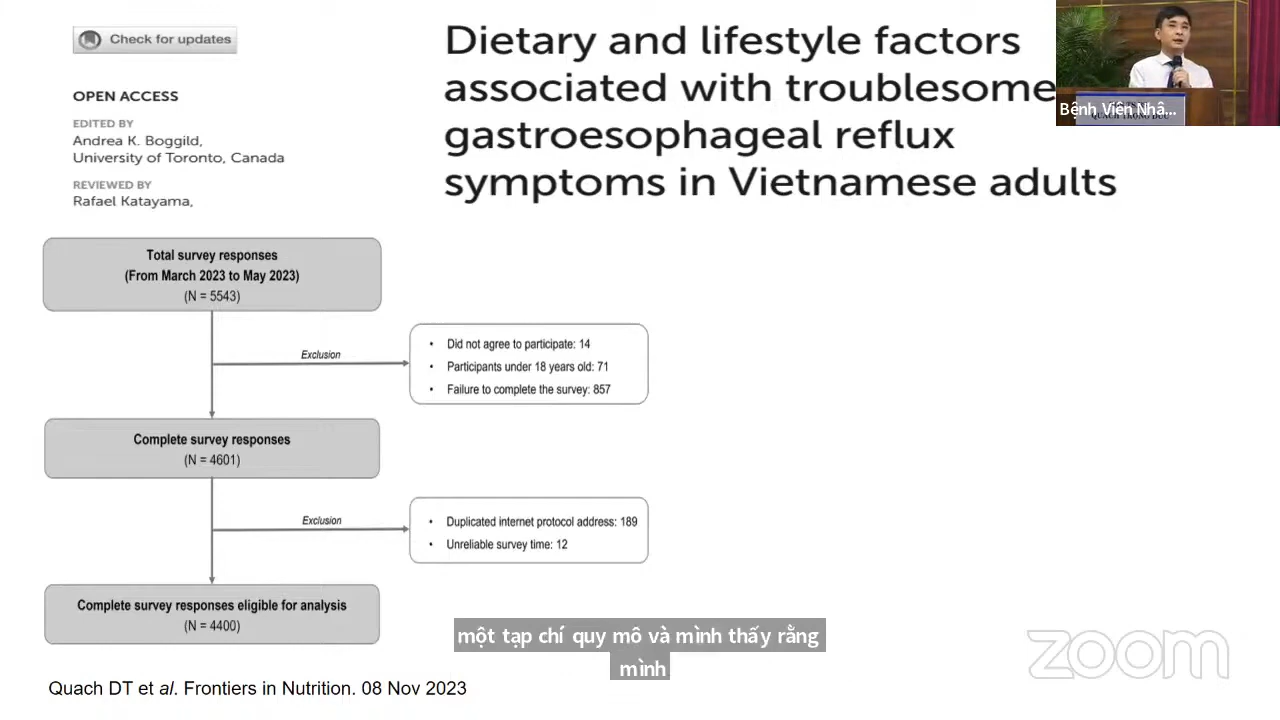 Check for updates
OPEN ACCESS
EDITED BY
Andrea K. Boggild,
University of Toronto, Canada
REVIEWED BY
Rafael Katayama,
Dietary and lifestyle factors
associated with troublesome
gastroesophageal reflux
symptoms in Vietnamese adults
Bệnh Viện Nhâ...
Total survey responses
(From March 2023 to May 2023)
(N = 5543)
Exclusion
• Did not agree to participate: 14
• Participants under 18 years old: 71
• Failure to complete the survey: 857
Complete survey responses
(N = 4601)
Exclusion
• Duplicated internet protocol address: 189
• Unreliable survey time: 12
Complete survey responses eligible for analysis
(N = 4400)
một tạp chí quy mô và mình thấy rằng
mình
zoom
Quach DT et al. Frontiers in Nutrition. 08 Nov 2023